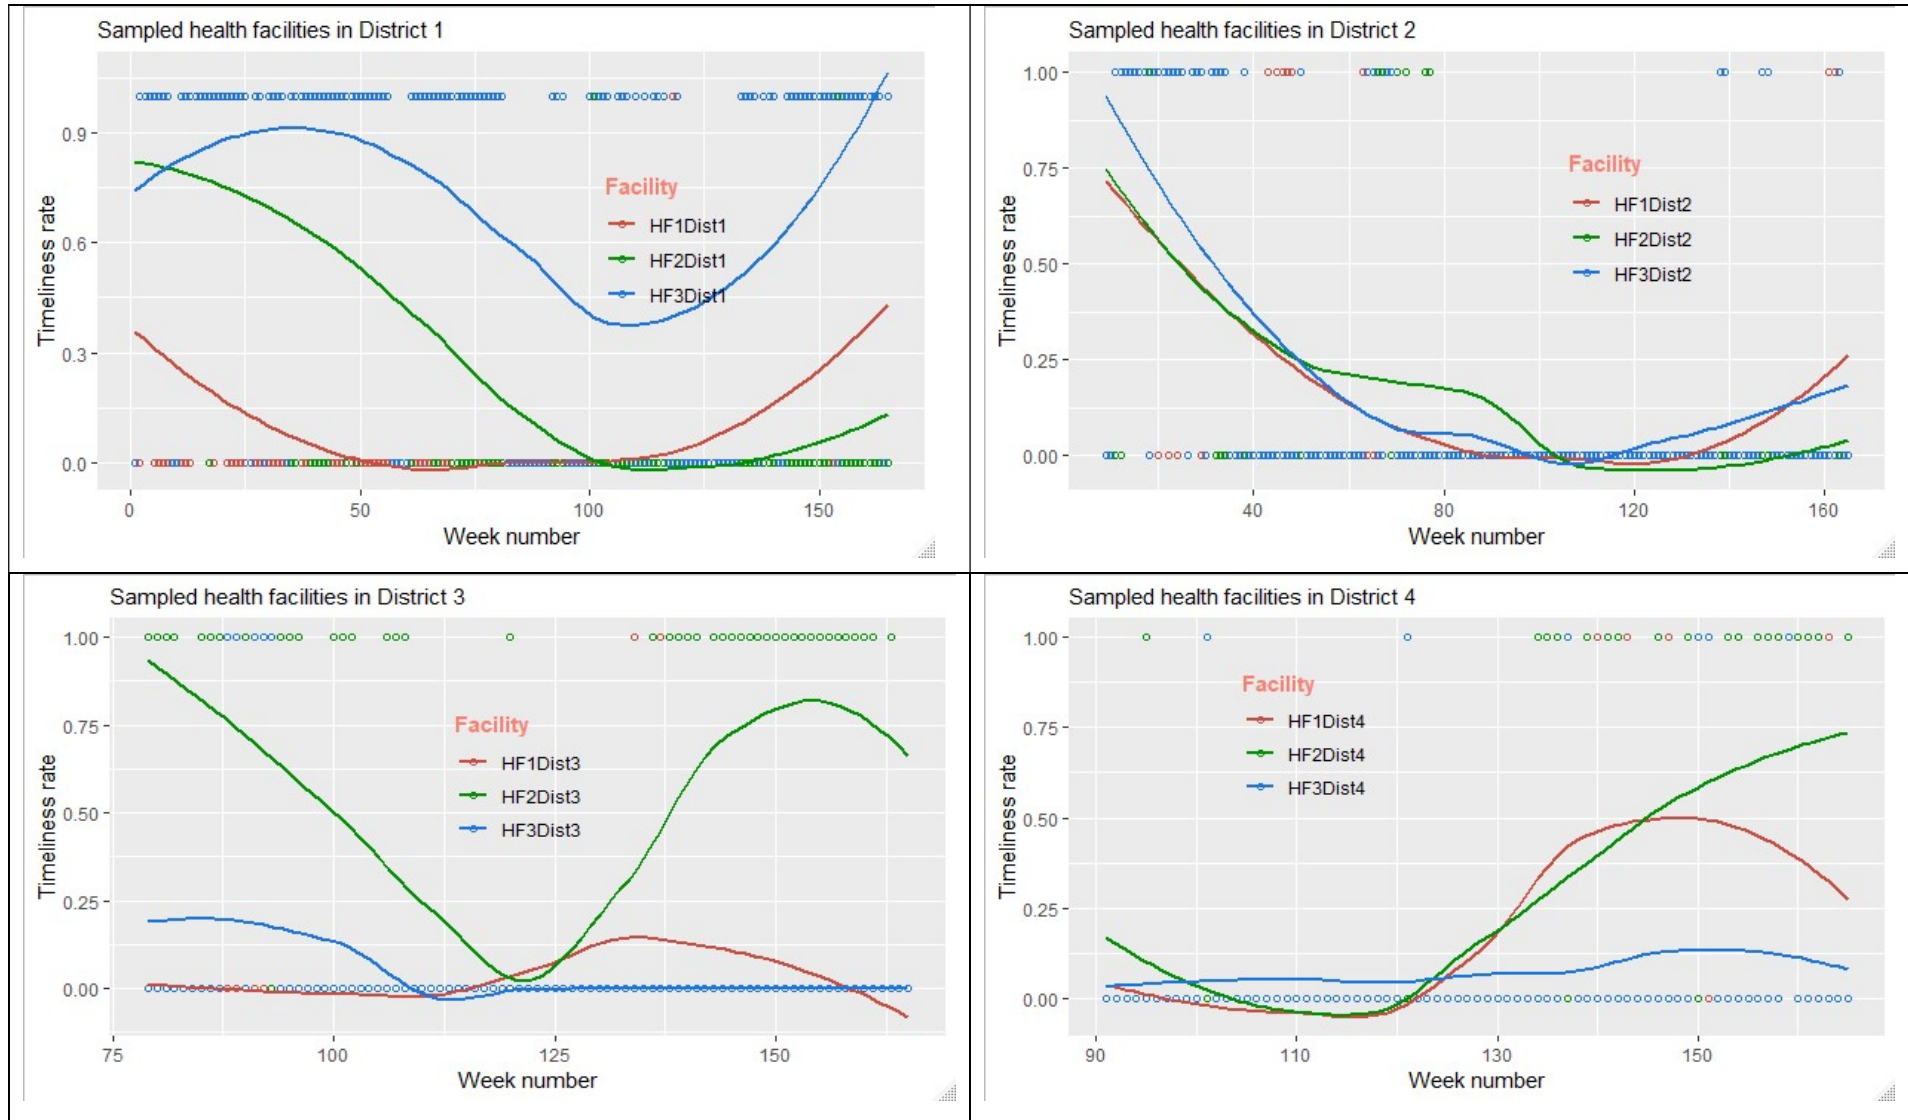 Sampled health facilities in District 1
Timeliness rate
0.9
0.6
0.3
0.0
Facility
HF1Dist1
HF2Dist1
HF3Dist1
0
50
100
150
Week number
Sampled health facilities in District 2
Timeliness rate
1.00
0.75
0.50
0.25
0.00
Facility
HF1Dist2
HF2Dist2
HF3Dist2
40
80
120
160
Week number
Sampled health facilities in District 3
Timeliness rate
1.00
0.75
0.50
0.25
0.00
Facility
HF1Dist3
HF2Dist3
HF3Dist3
75
100
125
150
Week number
Sampled health facilities in District 4
Timeliness rate
1.00
0.75
0.50
0.25
0.00
Facility
HF1Dist4
HF2Dist4
HF3Dist4
90
110
130
150
Week number